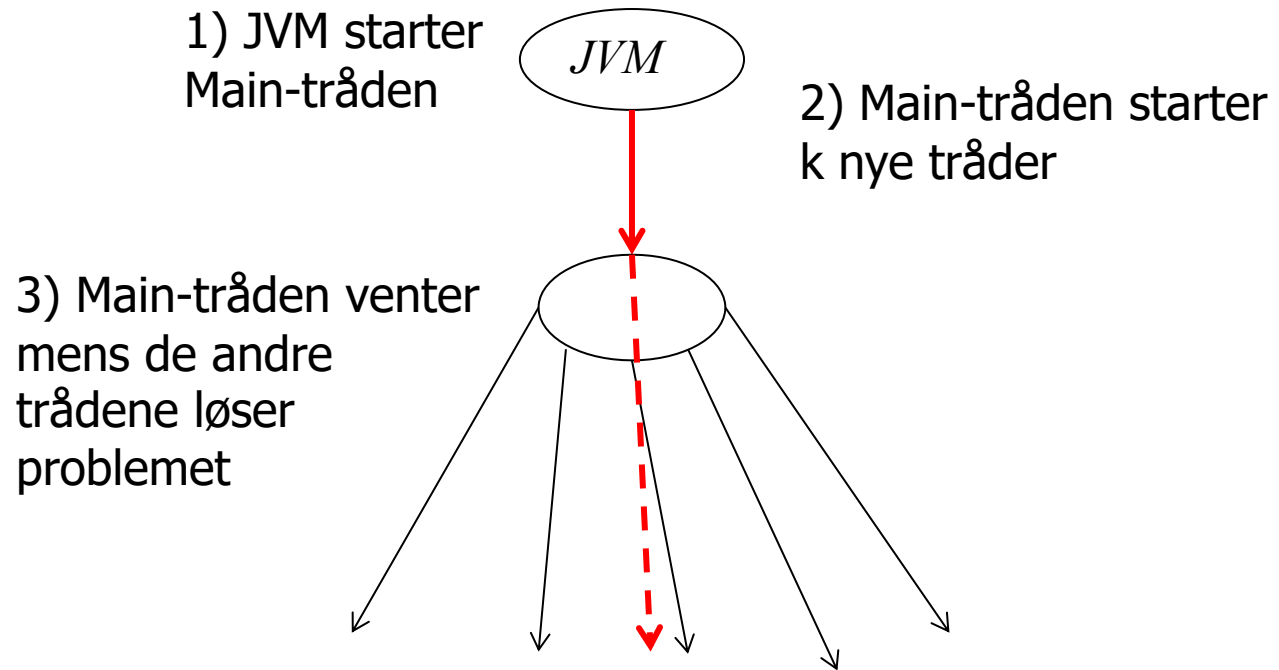 1) JVM starter
Main-tråden
JVM
2) Main-tråden starter
k nye tråder
3) Main-tråden venter
mens de andre
trådene løser
problemet